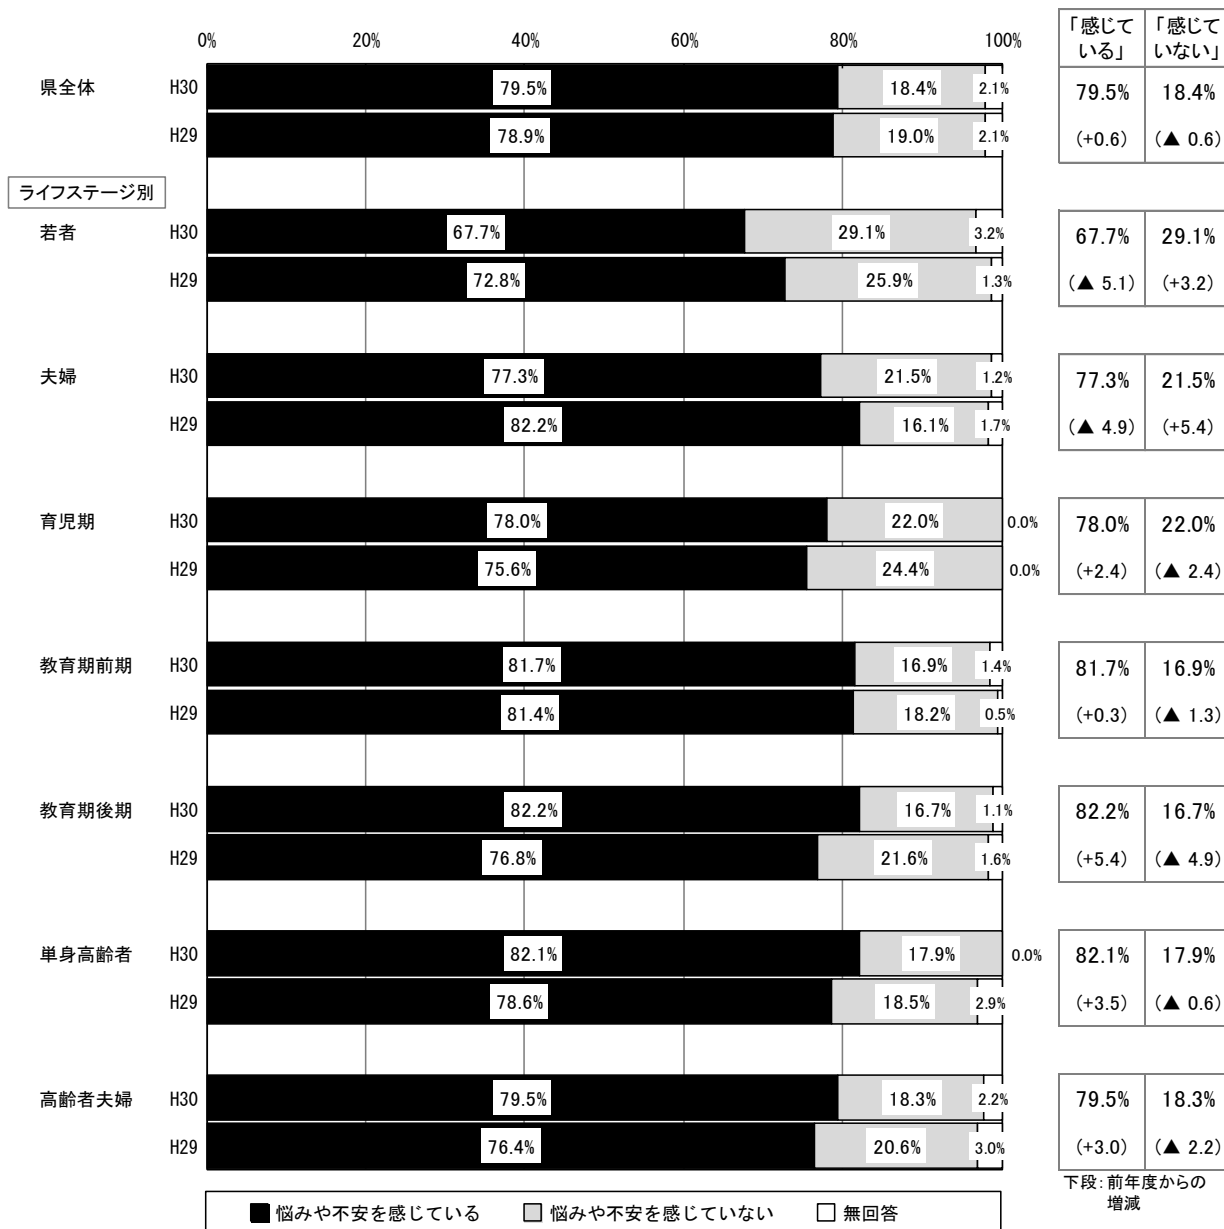 0% 20% 40% 60% 80% 100%
「感じて
いる」
「感じて
いない」
県全体 H30 79.5% 18.4% 2.1% 79.5% 18.4%
H29 78.9% 19.0% 2.1% (+0.6) (▲ 0.6)
ライフステージ別
若者 H30 67.7% 29.1% 3.2% 67.7% 29.1%
H29 72.8% 25.9% 1.3% (▲ 5.1) (+3.2)
夫婦 H30 77.3% 21.5% 1.2% 77.3% 21.5%
H29 82.2% 16.1% 1.7% (▲ 4.9) (+5.4)
育児期 H30 78.0% 22.0% 0.0% 78.0% 22.0%
H29 75.6% 24.4% 0.0% (+2.4) (▲ 2.4)
教育期前期 H30 81.7% 16.9% 1.4% 81.7% 16.9%
H29 81.4% 18.2% 0.5% (+0.3) (▲ 1.3)
教育期後期 H30 82.2% 16.7% 1.1% 82.2% 16.7%
H29 76.8% 21.6% 1.6% (+5.4) (▲ 4.9)
単身高齢者 H30 82.1% 17.9% 0.0% 82.1% 17.9%
H29 78.6% 18.5% 2.9% (+3.5) (▲ 0.6)
高齢者夫婦 H30 79.5% 18.3% 2.2% 79.5% 18.3%
H29 76.4% 20.6% 3.0% (+3.0) (▲ 2.2)
下段:前年度からの
増減
悩みや不安を感じている 悩みや不安を感じていない 無回答